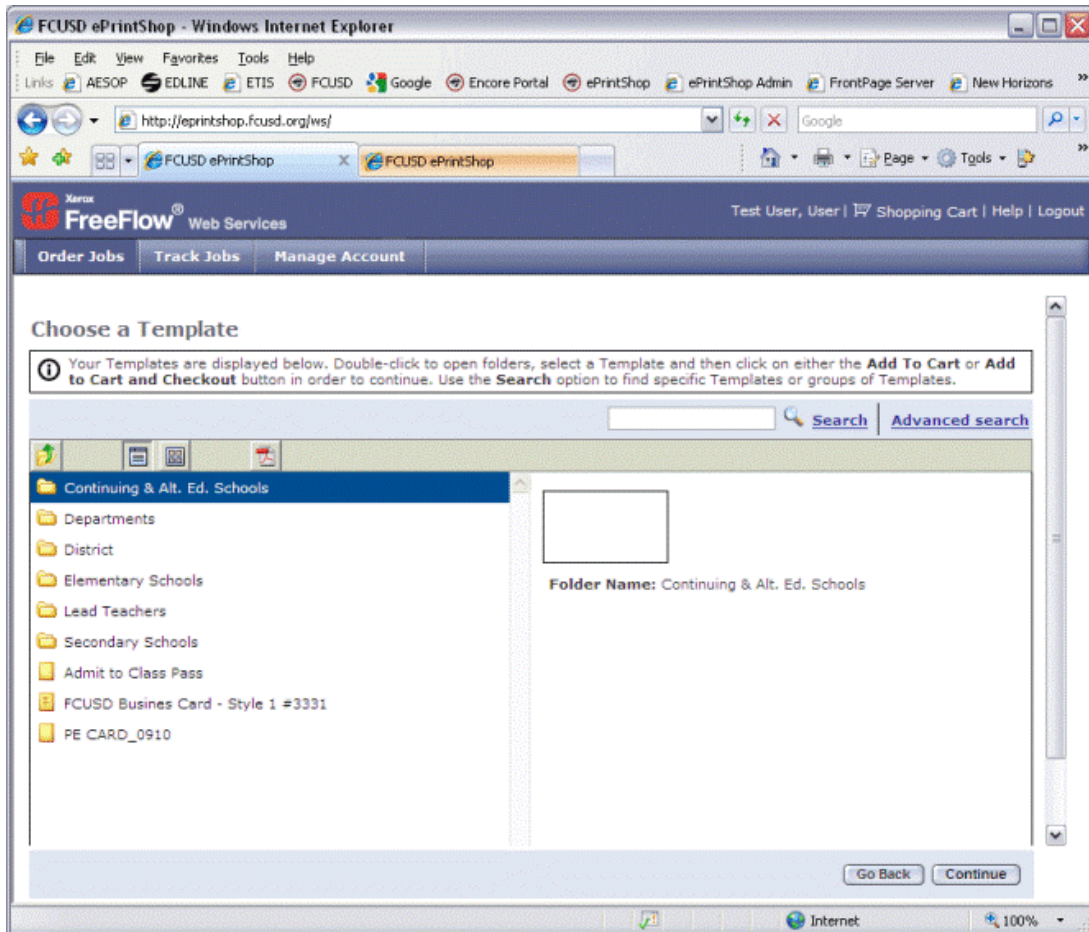 FCUSD ePrintShop - Windows Internet Explorer
File Edit View Favorites Tools Help
Links AESOP EDLINE ETIS FCUSD Google Encore Portal ePrintShop ePrintShop Admin FrontPage Server New Horizons »
http://eprintshop.fcusd.org/ws/ Google
FCUSD ePrintShop X FCUSD ePrintShop Page Tools »
Xerox
FreeFlow® Web Services
Test User, User | Shopping Cart | Help | Logout
Order Jobs Track Jobs Manage Account
Choose a Template
Your Templates are displayed below. Double-click to open folders, select a Template and then click on either the Add To Cart or Add
to Cart and Checkout button in order to continue. Use the Search option to find specific Templates or groups of Templates.
Search Advanced search
Continuing & Alt. Ed. Schools
Departments
District
Elementary Schools
Lead Teachers
Secondary Schools
Admit to Class Pass
FCUSD Busines Card - Style 1 #3331
PE CARD_0910
Folder Name: Continuing & Alt. Ed. Schools
Go Back Continue
Internet 100%